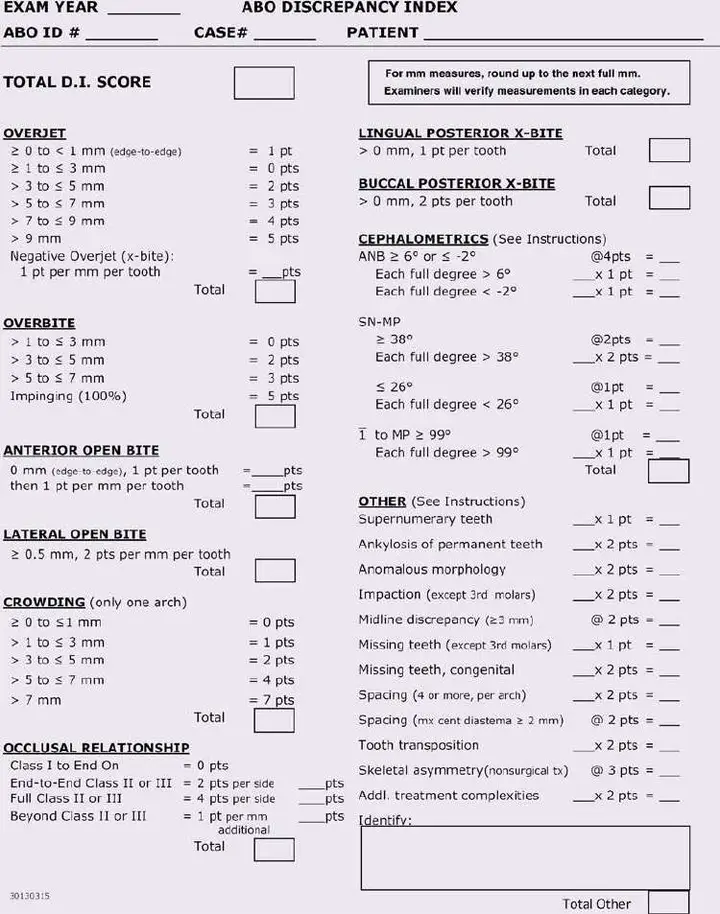 EXAM YEAR ________ ABO DISCREPANCY INDEX
ABO ID # ________ CASE# ________ PATIENT ________________________________
TOTAL D.I. SCORE
For mm measures, round up to the next full mm.
Examiners will verify measurements in each category.
OVERJET
≥ 0 to < 1 mm (edge-to-edge) = 1 pt
≥ 1 to ≤ 3 mm = 0 pts
> 3 to ≤ 5 mm = 2 pts
> 5 to ≤ 7 mm = 3 pts
> 7 to ≤ 9 mm = 4 pts
> 9 mm = 5 pts
Negative Overjet (x-bite):
1 pt per mm per tooth = ___pts
Total
OVERBITE
> 1 to ≤ 3 mm = 0 pts
> 3 to ≤ 5 mm = 2 pts
> 5 to ≤ 7 mm = 3 pts
Impinging (100%) = 5 pts
Total
ANTERIOR OPEN BITE
0 mm (edge-to-edge), 1 pt per tooth =____pts
then 1 pt per mm per tooth =____pts
Total
LATERAL OPEN BITE
≥ 0.5 mm, 2 pts per mm per tooth
Total
CROWDING (only one arch)
≥ 0 to ≤1 mm = 0 pts
> 1 to ≤ 3 mm = 1 pts
> 3 to ≤ 5 mm = 2 pts
> 5 to ≤ 7 mm = 4 pts
> 7 mm = 7 pts
Total
OCCLUSAL RELATIONSHIP
Class I to End On = 0 pts
End-to-End Class II or III = 2 pts per side ____pts
Full Class II or III = 4 pts per side ____pts
Beyond Class II or III = 1 pt per mm ____pts
additional
Total
30130315
LINGUAL POSTERIOR X-BITE
> 0 mm, 1 pt per tooth Total
BUCCAL POSTERIOR X-BITE
> 0 mm, 2 pts per tooth Total
CEPHALOMETRICS (See Instructions)
ANB ≥ 6º or ≤ -2º @4pts = ___
Each full degree > 6º ___x 1 pt = ___
Each full degree < -2º ___x 1 pt = ___
SN-MP
≥ 38º @2pts = ___
Each full degree > 38º ___x 2 pts = ___
≤ 26º @1pt = ___
Each full degree < 26º ___x 1 pt = ___
1̅ to MP ≥ 99º @1pt = ___
Each full degree > 99º ___x 1 pt = ___
Total
OTHER (See Instructions)
Supernumerary teeth ___x 1 pt = ___
Ankylosis of permanent teeth ___x 2 pts = ___
Anomalous morphology ___x 2 pts = ___
Impaction (except 3rd molars) ___x 2 pts = ___
Midline discrepancy (≥3 mm) @ 2 pts = ___
Missing teeth (except 3rd molars) ___x 1 pt = ___
Missing teeth, congenital ___x 2 pts = ___
Spacing (4 or more, per arch) ___x 2 pts = ___
Spacing (mx cent diastema ≥ 2 mm) @ 2 pts = ___
Tooth transposition ___x 2 pts = ___
Skeletal asymmetry(nonsurgical tx) @ 3 pts = ___
Addl. treatment complexities ___x 2 pts = ___
Identify:
Total Other